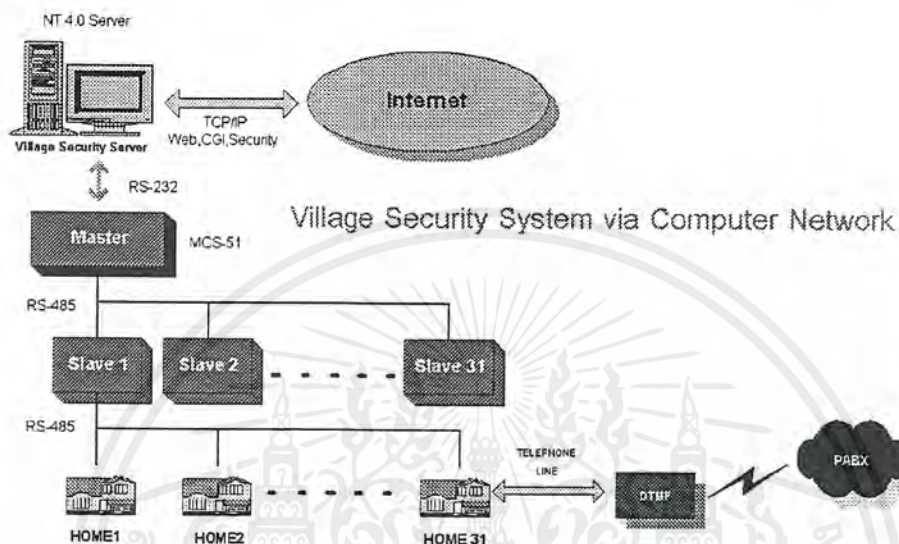 NT 4.0 Server
Internet
TCP/IP
Web,CGI,Security
Village Security Server
RS-232
Village Security System via Computer Network
Master
MCS-51
RS-485
Slave 1
Slave 2
Slave 31
RS-485
TELEPHONE
LINE
DTMF
PABX
HOME1
HOME2
HOME31